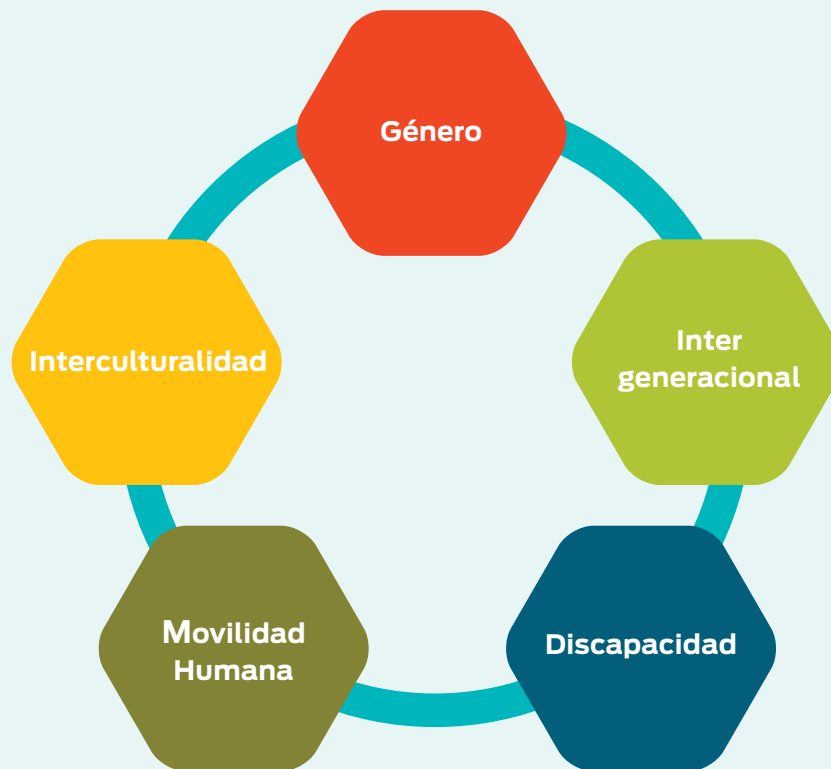 Género
Inter
generacional
Discapacidad
Movilidad
Humana
Interculturalidad